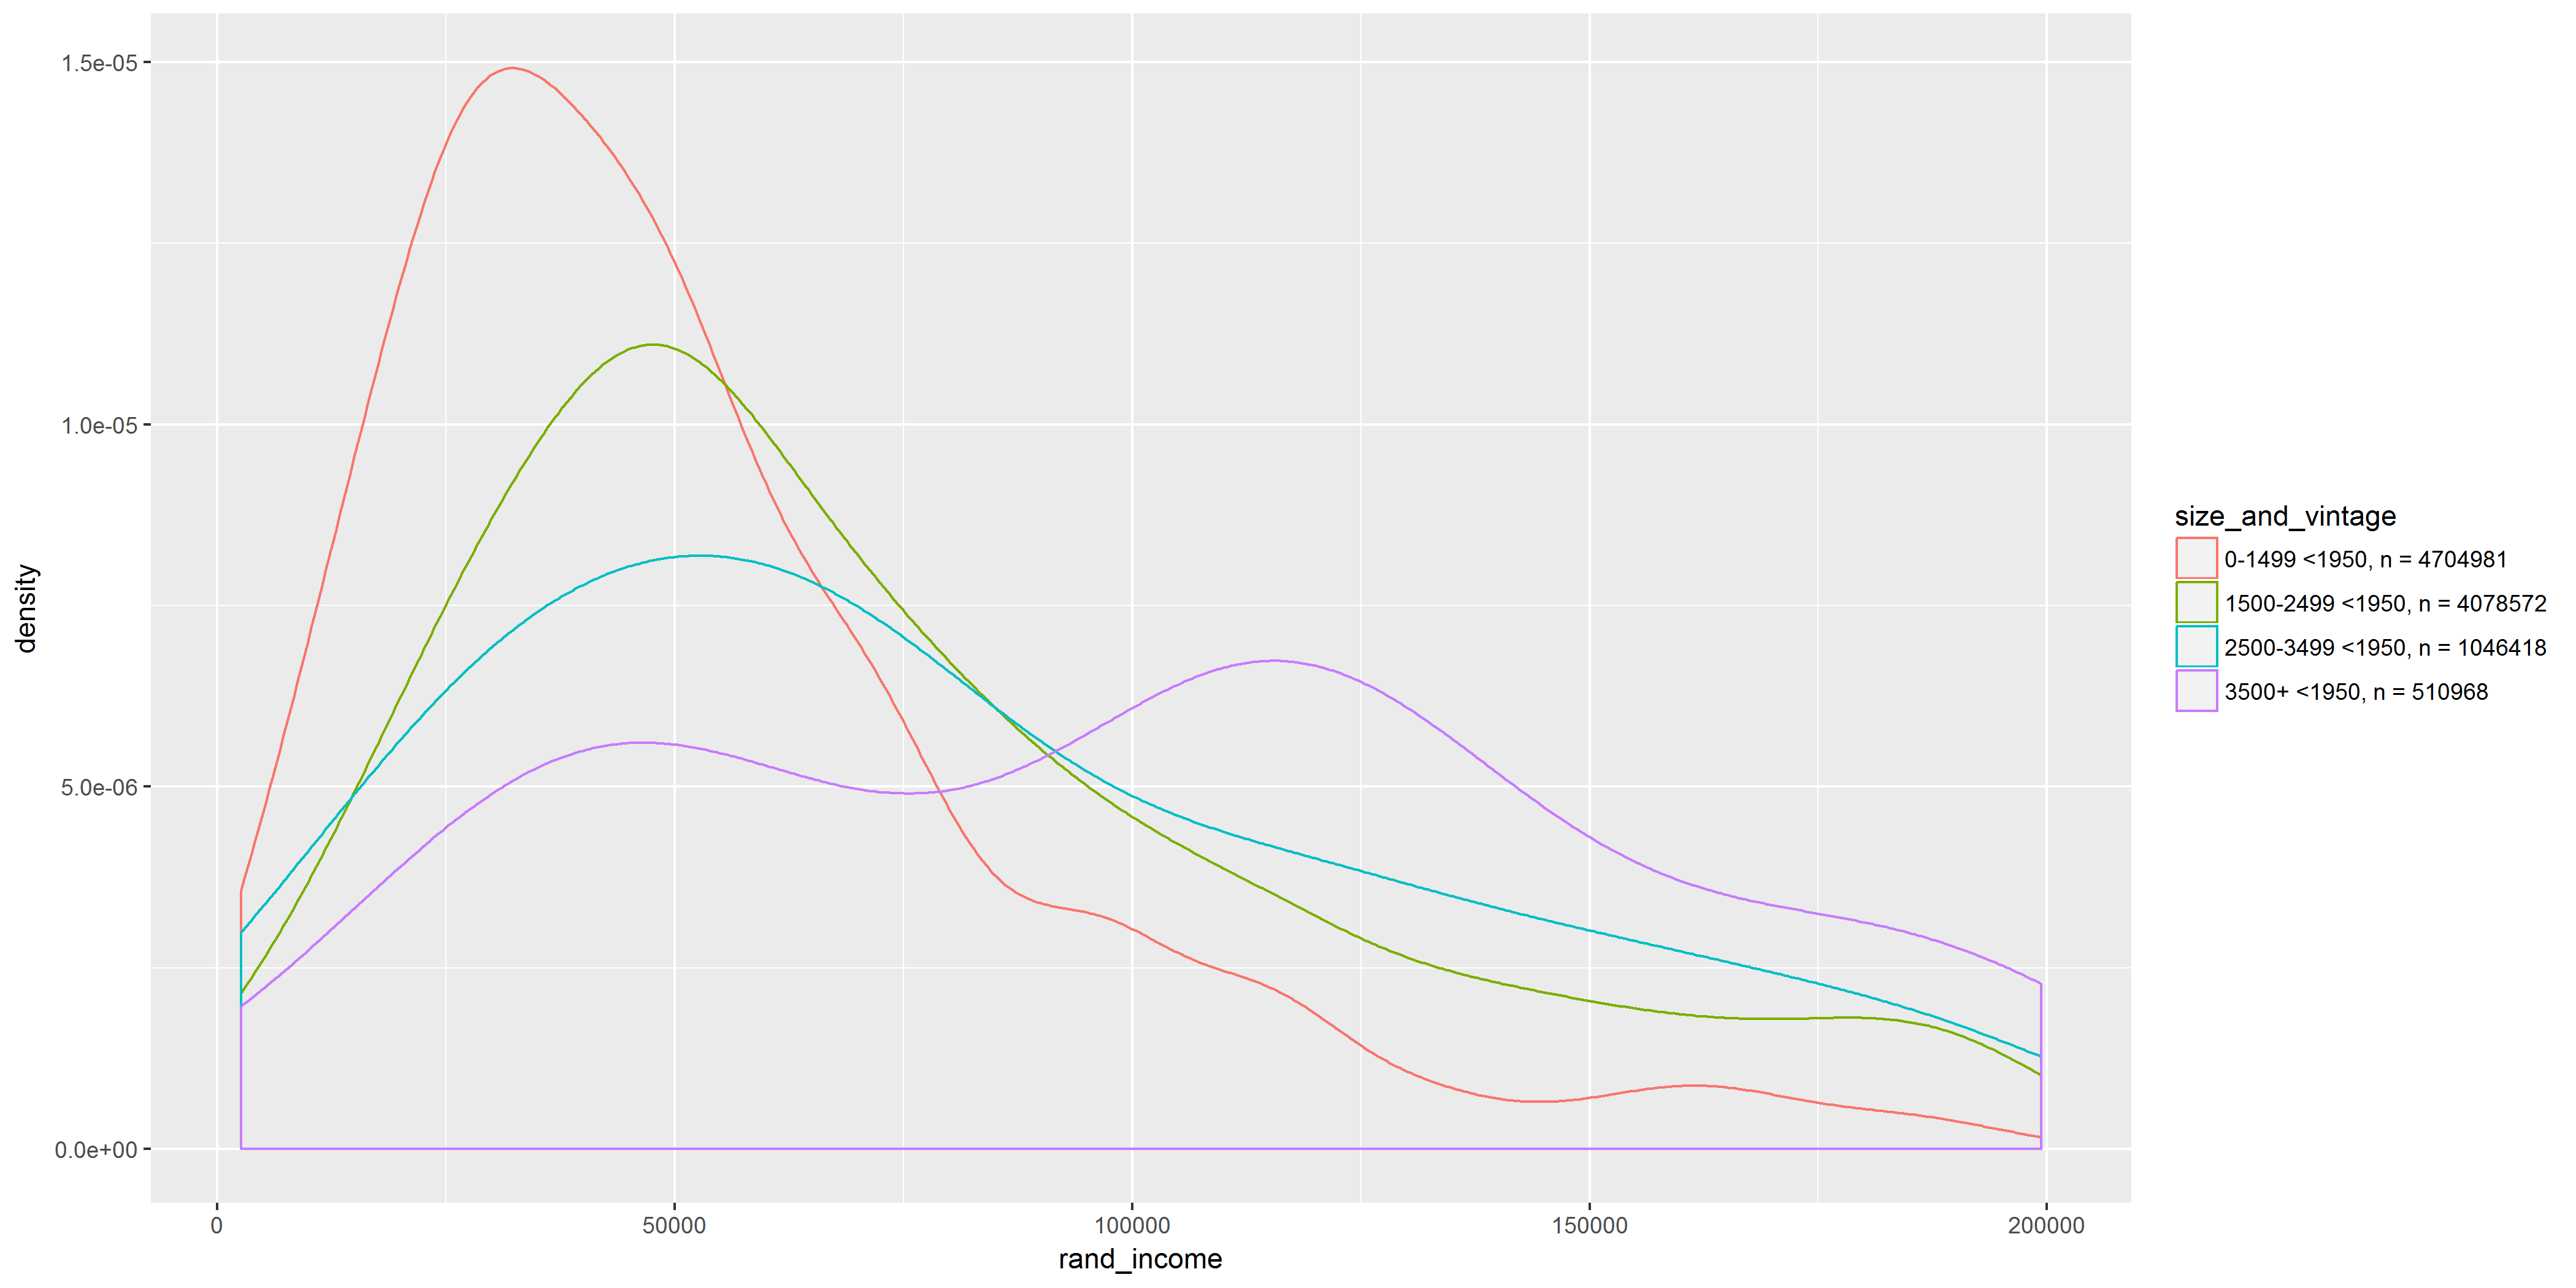 1.5e-05
1.0e-05
5.0e-06
0.0e+00
density
0
50000
100000
150000
200000
rand_income
size_and_vintage
0-1499 <1950, n = 4704981
1500-2499 <1950, n = 4078572
2500-3499 <1950, n = 1046418
3500+ <1950, n = 510968